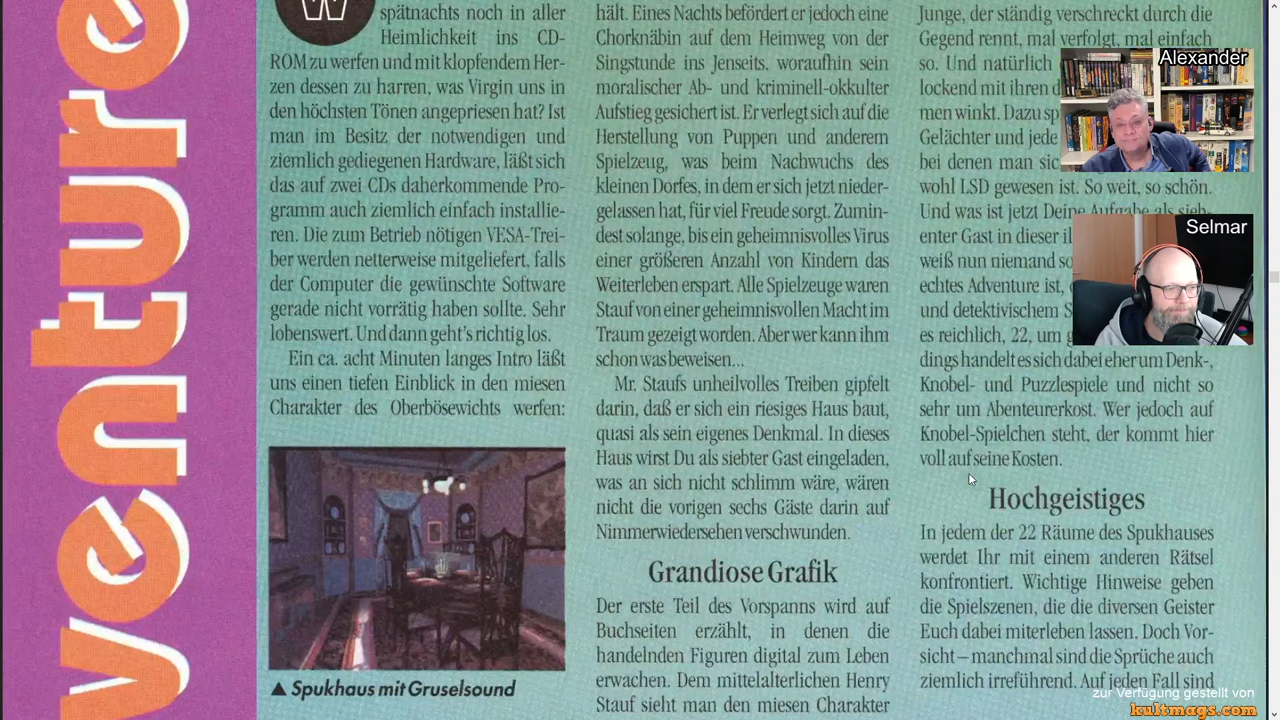 Adventure
W
spätnachts noch in aller
Heimlichkeit ins CD-
ROM zu werfen und mit klopfendem Her-
zen dessen zu harren, was Virgin uns in
den höchsten Tönen angepriesen hat? Ist
man im Besitz der notwendigen und
ziemlich gediegenen Hardware, läßt sich
das auf zwei CDs daherkommende Pro-
gramm auch ziemlich einfach installie-
ren. Die zum Betrieb nötigen VESA-Trei-
ber werden netterweise mitgeliefert, falls
der Computer die gewünschte Software
gerade nicht vorrätig haben sollte. Sehr
lobenswert. Und dann geht's richtig los.
Ein ca. acht Minuten langes Intro läßt
uns einen tiefen Einblick in den miesen
Charakter des Oberbösewichts werfen:
▲ Spukhaus mit Gruselsound
hält. Eines Nachts befördert er jedoch eine
Chorknäbin auf dem Heimweg von der
Singstunde ins Jenseits. woraufhin sein
moralischer Ab- und kriminell-okkulter
Aufstieg gesichert ist. Er verlegt sich auf die
Herstellung von Puppen und anderem
Spielzeug, was beim Nachwuchs des
kleinen Dorfes, in dem er sich jetzt nieder-
gelassen hat, für viel Freude sorgt. Zumin-
dest solange, bis ein geheimnisvolles Virus
einer größeren Anzahl von Kindern das
Weiterleben erspart. Alle Spielzeuge waren
Stauf von einer geheimnisvollen Macht im
Traum gezeigt worden. Aber wer kann ihm
schon was beweisen...
Mr. Staufs unheilvolles Treiben gipfelt
darin, daß er sich ein riesiges Haus baut,
quasi als sein eigenes Denkmal. In dieses
Haus wirst Du als siebter Gast eingeladen,
was an sich nicht schlimm wäre, wären
nicht die vorigen sechs Gäste darin auf
Nimmerwiedersehen verschwunden.
Grandiose Grafik
Der erste Teil des Vorspanns wird auf
Buchseiten erzählt, in denen die
handelnden Figuren digital zum Leben
erwachen. Dem mittelalterlichen Henry
Stauf sieht man den miesen Charakter
Junge, der ständig verschreckt durch die
Gegend rennt, mal verfolgt, mal einfach
so. Und natürlich
lockend mit ihren
men winkt. Dazu
Geister und jede
bei denen man
wohl LSD gewesen ist. So weit, so schön.
Und was ist jetzt Deine Aufgabe als sieb-
enter Gast in dieser
weiß nun niemand so
echtes Adventure ist,
und detektivischem
es reichlich, 22, um
dings handelt es sich dabei eher um Denk-,
Knobel- und Puzzlespiele und nicht so
sehr um Abenteurerkost. Wer jedoch auf
Knobel-Spielchen steht, der kommt hier
voll auf seine Kosten.
Hochgeistiges
In jedem der 22 Räume des Spukhauses
werdet Ihr mit einem anderen Rätsel
konfrontiert. Wichtige Hinweise geben
die Spielszenen, die die diversen Geister
Euch dabei miterleben lassen. Doch Vor-
sicht – manchmal sind die Sprüche auch
ziemlich irreführend. Auf jeden Fall sind
Alexander
Selmar
zur Verfügung gestellt von
kultmags.com